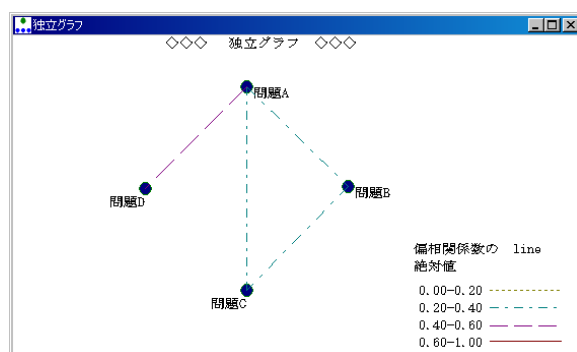 独立グラフ
◇◇◇ 独立グラフ ◇◇◇
問題A
問題B
問題D
問題C
偏相関係数の line
絶対値
0.00-0.20
0.20-0.40
0.40-0.60
0.60-1.00